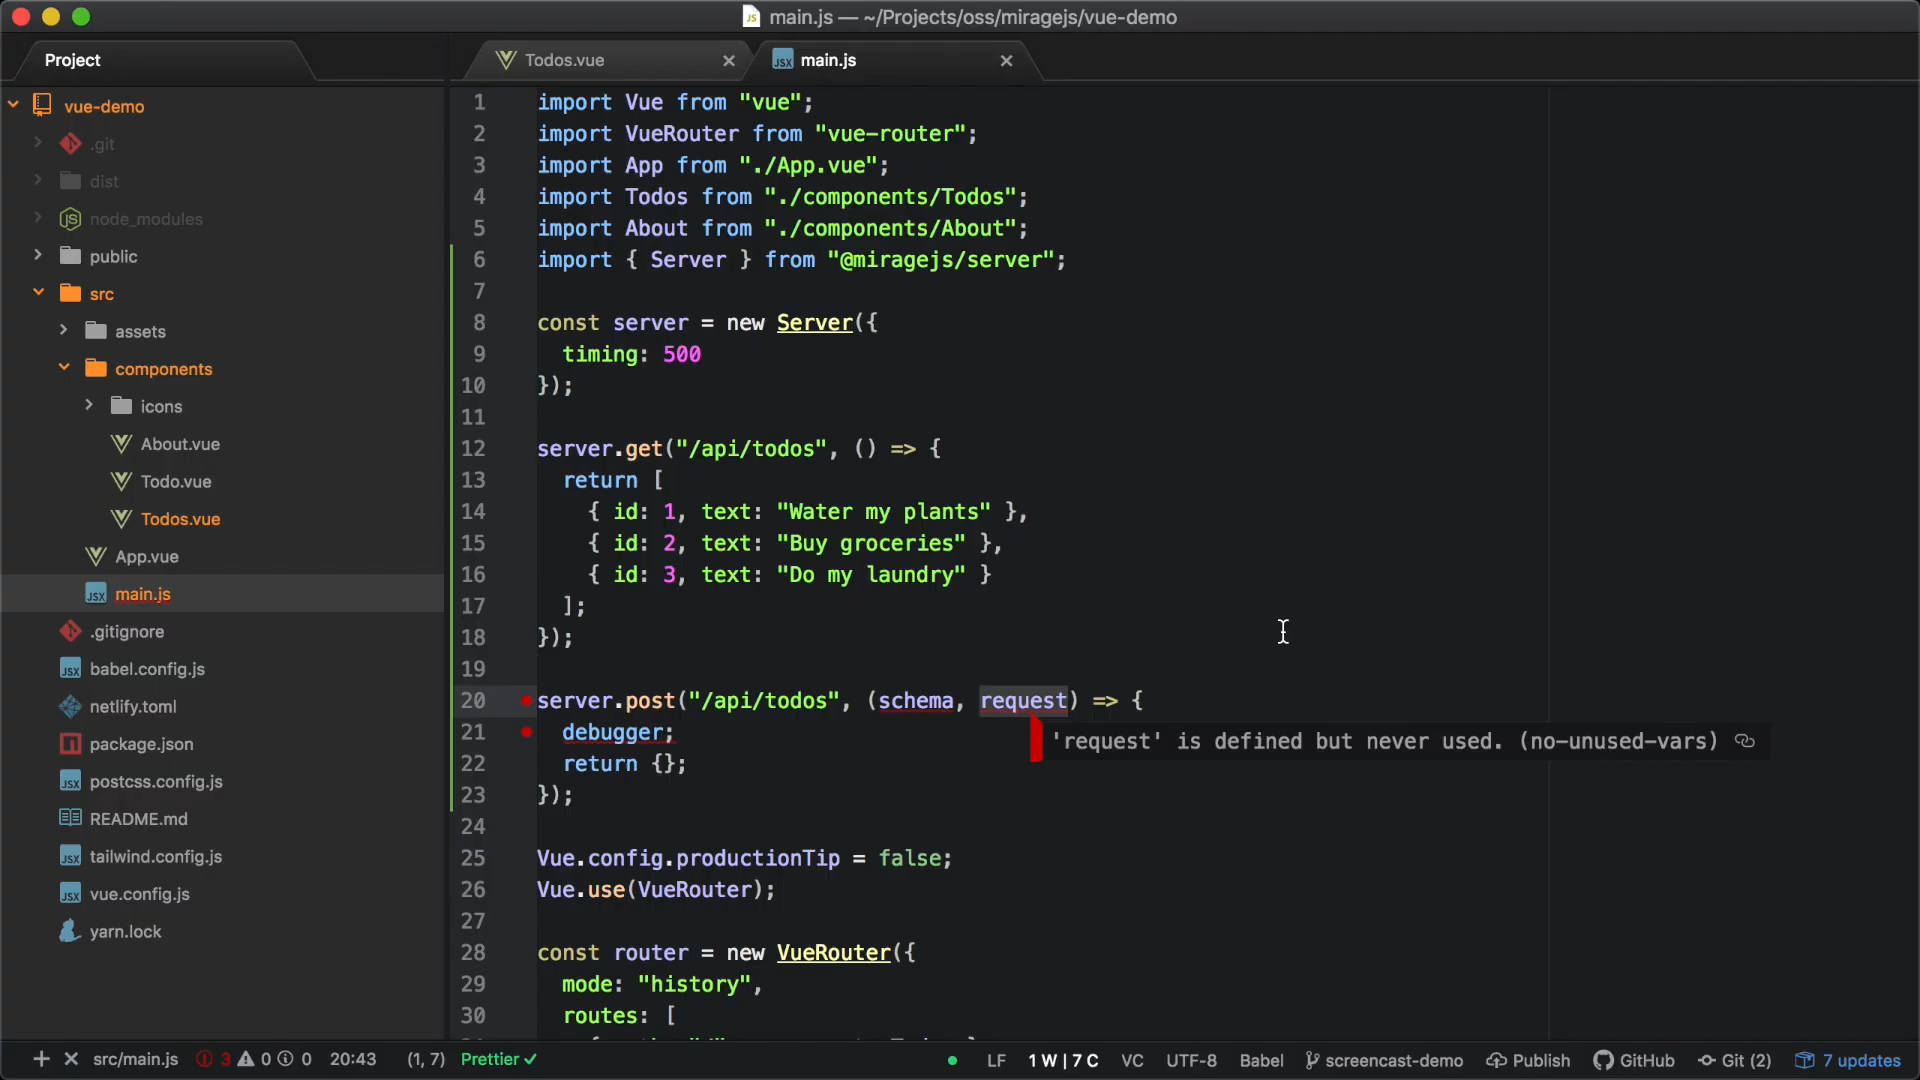 main.js — ~/Projects/oss/miragejs/vue-demo
Project
Todos.vue
main.js
vue-demo
.git
dist
node_modules
public
src
assets
components
icons
About.vue
Todo.vue
Todos.vue
App.vue
main.js
.gitignore
babel.config.js
netlify.toml
package.json
postcss.config.js
README.md
tailwind.config.js
vue.config.js
yarn.lock
1 import Vue from "vue";
2 import VueRouter from "vue-router";
3 import App from "./App.vue";
4 import Todos from "./components/Todos";
5 import About from "./components/About";
6 import { Server } from "@miragejs/server";
7
8 const server = new Server({
9 timing: 500
10 });
11
12 server.get("/api/todos", () => {
13 return [
14 { id: 1, text: "Water my plants" },
15 { id: 2, text: "Buy groceries" },
16 { id: 3, text: "Do my laundry" }
17 ];
18 });
19
20 server.post("/api/todos", (schema, request) => {
21 debugger;
'request' is defined but never used. (no-unused-vars)
22 return {};
23 });
24
25 Vue.config.productionTip = false;
26 Vue.use(VueRouter);
27
28 const router = new VueRouter({
29 mode: "history",
30 routes: [
src/main.js 3 0 0 20:43 (1, 7) Prettier ✓ LF 1 W | 7 C VC UTF-8 Babel screencast-demo Publish GitHub Git (2) 7 updates